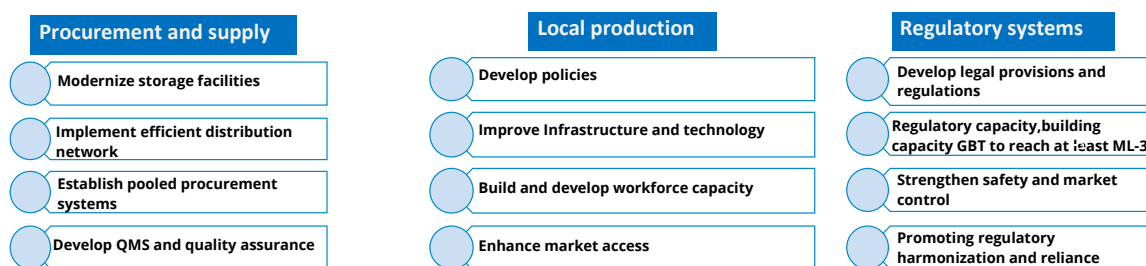 Procurement and supply
Modernize storage facilities
Implement efficient distribution
network
Establish pooled procurement
systems
Develop QMS and quality assurance
Local production
Develop policies
Improve Infrastructure and technology
Build and develop workforce capacity
Enhance market access
Regulatory systems
Develop legal provisions and
regulations
Regulatory capacity,building
capacity GBT to reach at least ML-3
Strengthen safety and market
control
Promoting regulatory
harmonization and reliance